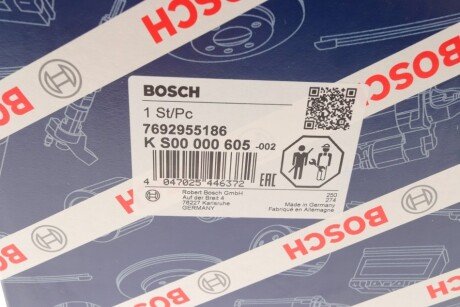 BOSCH
BOSCH
BOSCH
1 St/Pc
7692955186
K S00 000 605 -002
4 047025 446372
EAC
Robert Bosch GmbH
Auf der Breit 4
76227 Karlsruhe
GERMANY
250
274
Made in Germany
Fabriqué en Allemagne
BOSCH
BOSCH